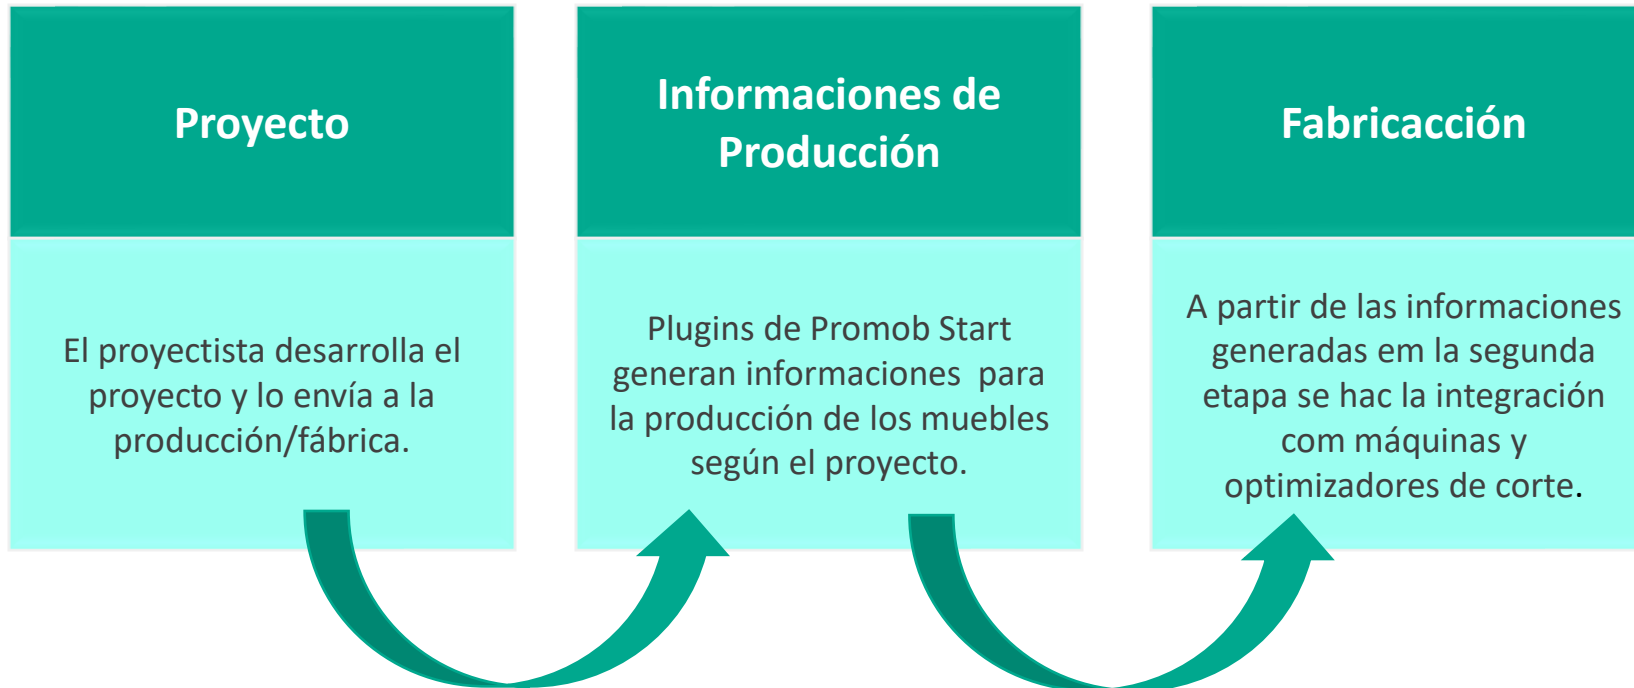 Proyecto
El proyectista desarrolla el
proyecto y lo envía a la
producción/fábrica.
Informaciones de
Producción
Plugins de Promob Start
generan informaciones  para
la producción de los muebles
según el proyecto.
Fabricacción
A partir de las informaciones
generadas em la segunda
etapa se hac la integración
com máquinas y
optimizadores de corte.